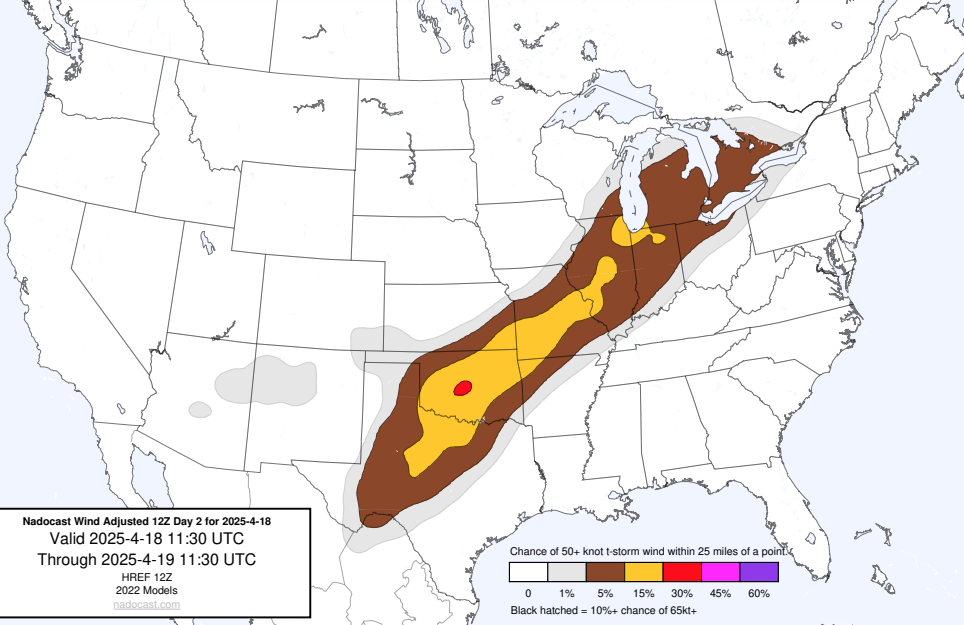 Nadocast Wind Adjusted 12Z Day 2 for 2025-4-18
Valid 2025-4-18 11:30 UTC
Through 2025-4-19 11:30 UTC
HREF 12Z
2022 Models
nadocast.com
Chance of 50+ knot t-storm wind within 25 miles of a point.
0 1% 5% 15% 30% 45% 60%
Black hatched = 10%+ chance of 65kt+